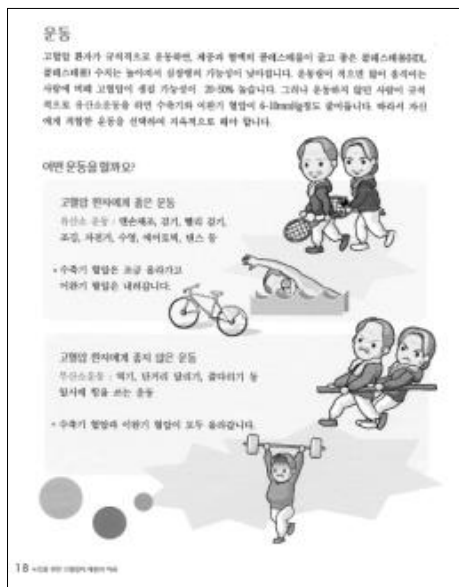 운동
고혈압 환자가 규칙적으로 운동하면, 체중과 혈액의 콜레스테롤이 줄고 좋은 콜레스테롤(HDL
콜레스테롤) 수치는 높아져서 심장병의 가능성이 낮아집니다. 운동량이 적으면 많이 움직이는
사람에 비해 고혈압이 생길 가능성이 20-50% 높습니다. 그러나 운동하지 않던 사람이 규칙
적으로 유산소운동을 하면 수축기와 이완기 혈압이 6-10mmHg정도 줄어듭니다. 따라서 자신
에게 적합한 운동을 선택하여 지속적으로 해야 합니다.
어떤 운동을 할까요?
고혈압 환자에게 좋은 운동
유산소 운동 : 맨손체조, 걷기, 빨리 걷기,
조깅, 자전거, 수영, 에어로빅, 댄스 등
• 수축기 혈압은 조금 올라가고
이완기 혈압은 내려갑니다.
고혈압 환자에게 좋지 않은 운동
무산소운동 : 역기, 단거리 달리기, 줄다리기 등
일시에 힘을 쓰는 운동
• 수축기 혈압과 이완기 혈압이 모두 올라갑니다.
18